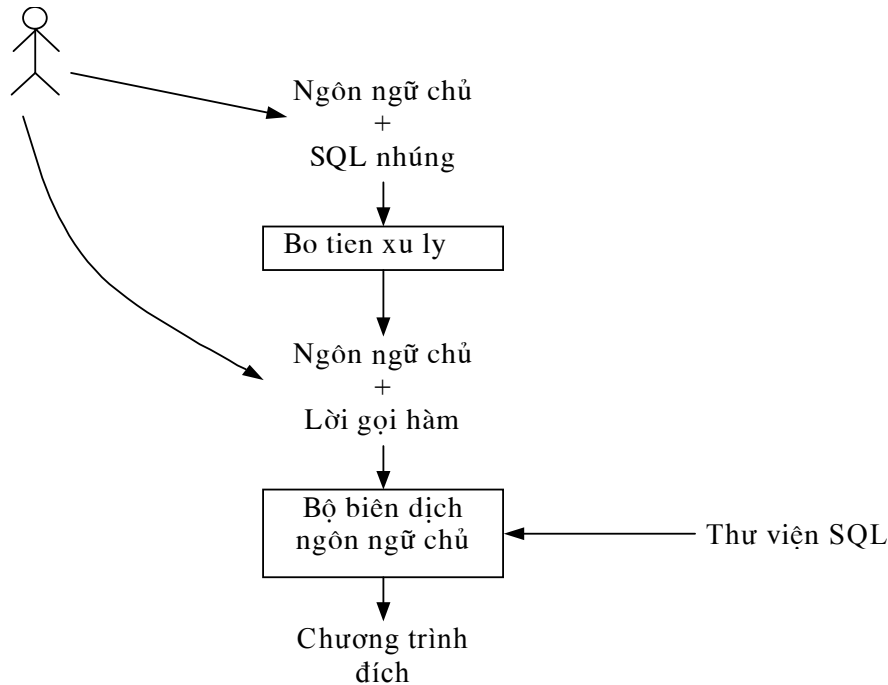 Ngôn ngữ chủ
+
SQL nhúng
Bo tien xu ly
Ngôn ngữ chủ
+
Lời gọi hàm
Bộ biên dịch
ngôn ngữ chủ
Thư viện SQL
Chương trình
đích